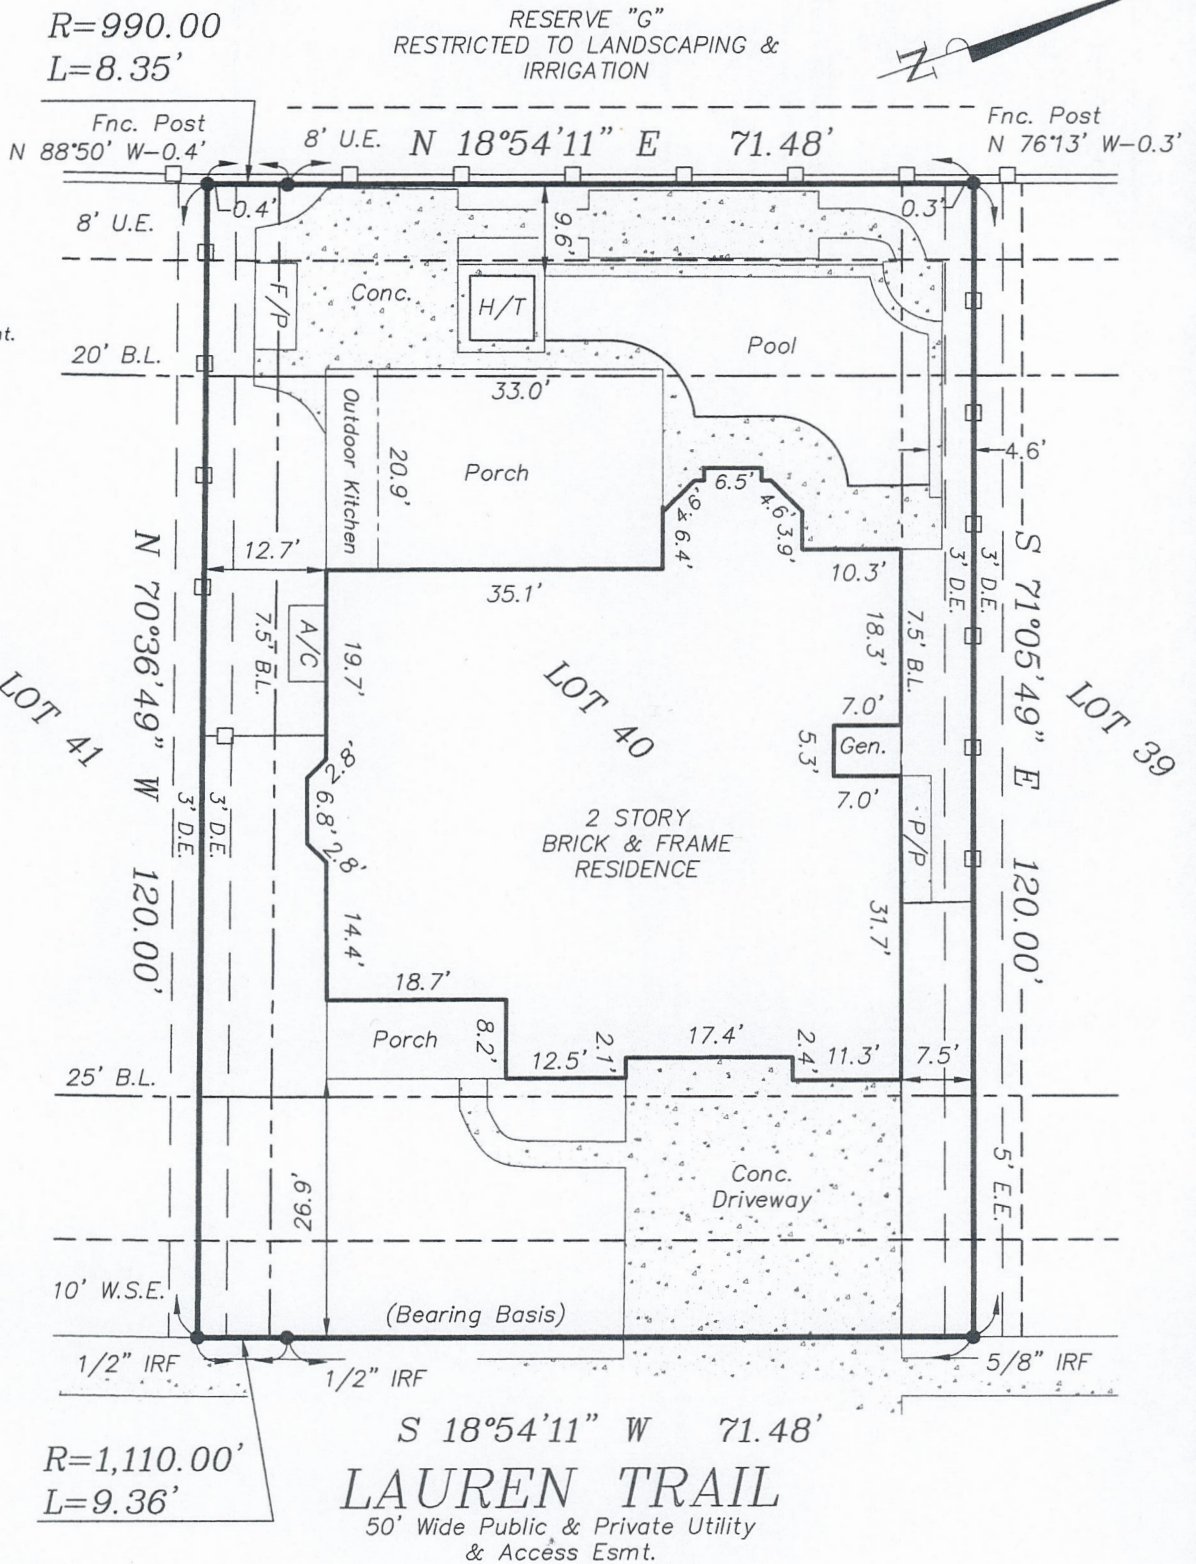 R=990.00
L=8.35'
RESERVE "G"
RESTRICTED TO LANDSCAPING &
IRRIGATION
N
Fnc. Post
N 88°50' W-0.4'
8' U.E.
N 18°54'11" E 71.48'
Fnc. Post
N 76°13' W-0.3'
0.4'
9.6'
0.3'
8' U.E.
F/P
Conc.
H/T
Pool
t.
20' B.L.
33.0'
Outdoor Kitchen
20.9'
Porch
4.6'
6.5'
4.6'
4.6'
6.4'
3.9'
12.7'
35.1'
10.3'
N 70°36'49" W 120.00'
S 71°05'49" E 120.00'
3' D.E.
3' D.E.
7.5' B.L.
A/C
19.7'
18.3'
7.5' B.L.
LOT 41
LOT 40
LOT 39
7.0'
5.3'
Gen.
7.0'
2.8'
6.8'
2.8'
3' D.E.
3' D.E.
2 STORY
BRICK & FRAME
RESIDENCE
P/P
14.4'
31.7'
18.7'
Porch
8.2'
12.5'
2.1'
17.4'
2.4'
11.3'
7.5'
25' B.L.
26.9'
Conc.
Driveway
5' E.E.
10' W.S.E.
(Bearing Basis)
1/2" IRF
1/2" IRF
5/8" IRF
S 18°54'11" W 71.48'
R=1,110.00'
L=9.36'
LAUREN TRAIL
50' Wide Public & Private Utility
& Access Esmt.